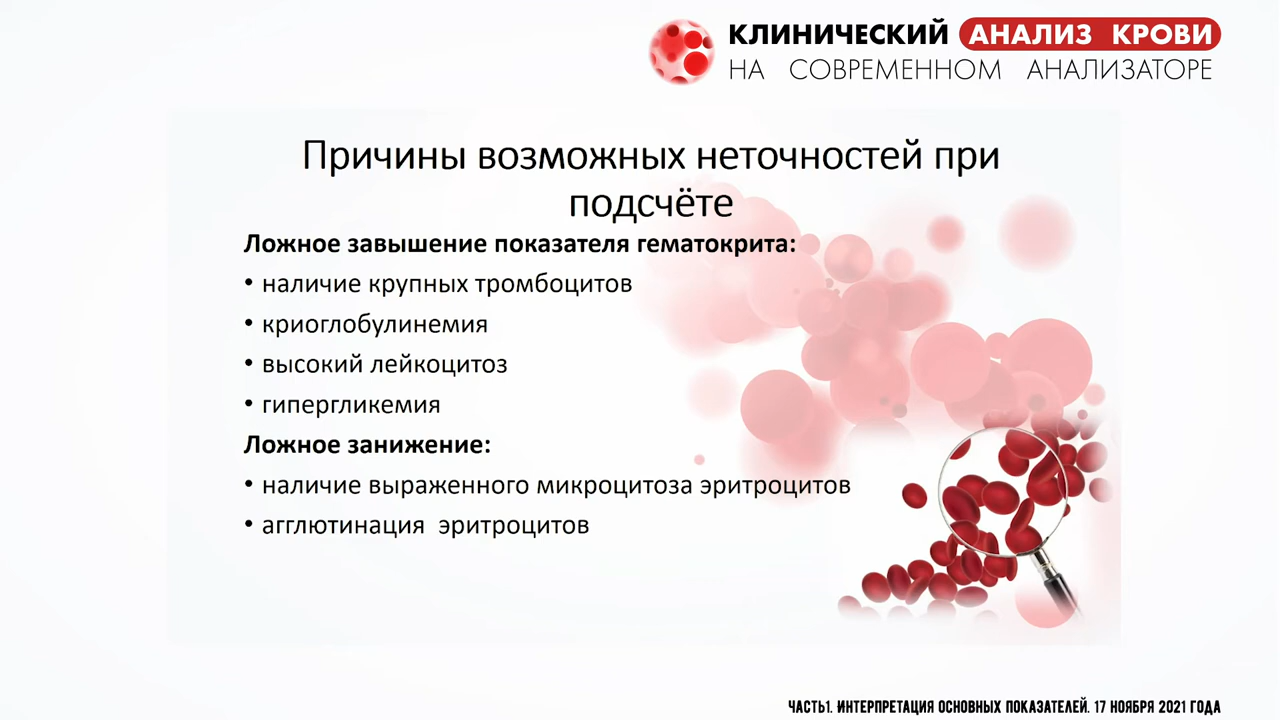 КЛИНИЧЕСКИЙ АНАЛИЗ КРОВИ
НА СОВРЕМЕННОМ АНАЛИЗАТОРЕ
Причины возможных неточностей при
подсчёте
Ложное завышение показателя гематокрита:
• наличие крупных тромбоцитов
• криоглобулинемия
• высокий лейкоцитоз
• гипергликемия
Ложное занижение:
• наличие выраженного микроцитоза эритроцитов
• агглютинация эритроцитов
ЧАСТЬ1. ИНТЕРПРЕТАЦИЯ ОСНОВНЫХ ПОКАЗАТЕЛЕЙ. 17 НОЯБРЯ 2021 ГОДА